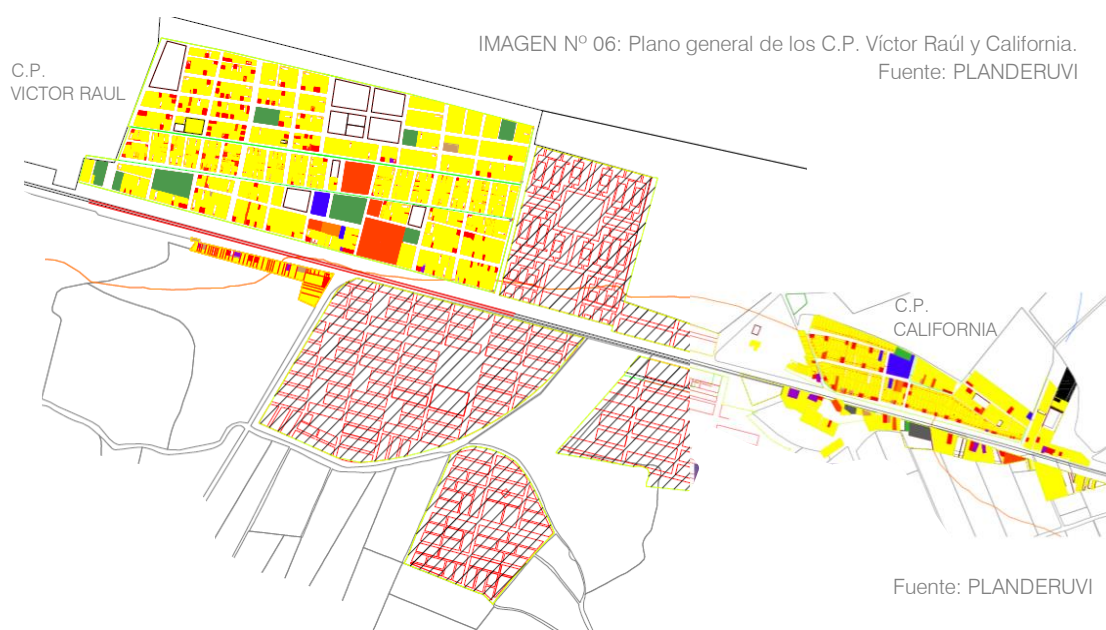 IMAGEN Nº 06: Plano general de los C.P. Víctor Raúl y California.
Fuente: PLANDERUVI
C.P.
VICTOR RAUL
C.P.
CALIFORNIA
Fuente: PLANDERUVI